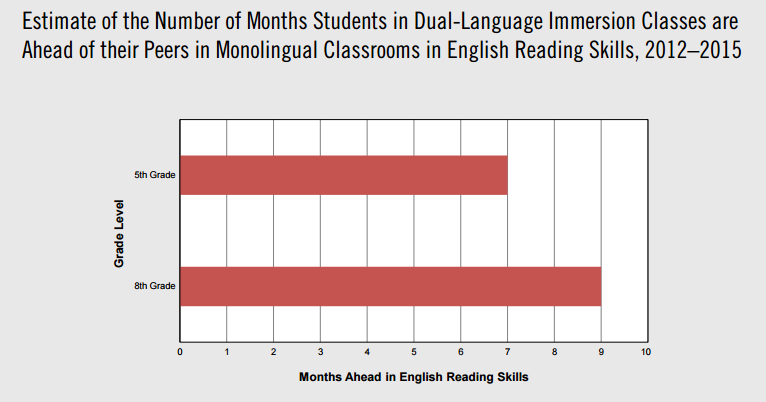 Estimate of the Number of Months Students in Dual-Language Immersion Classes are
Ahead of their Peers in Monolingual Classrooms in English Reading Skills, 2012–2015
5th Grade
Grade Level
8th Grade
0 1 2 3 4 5 6 7 8 9 10
Months Ahead in English Reading Skills